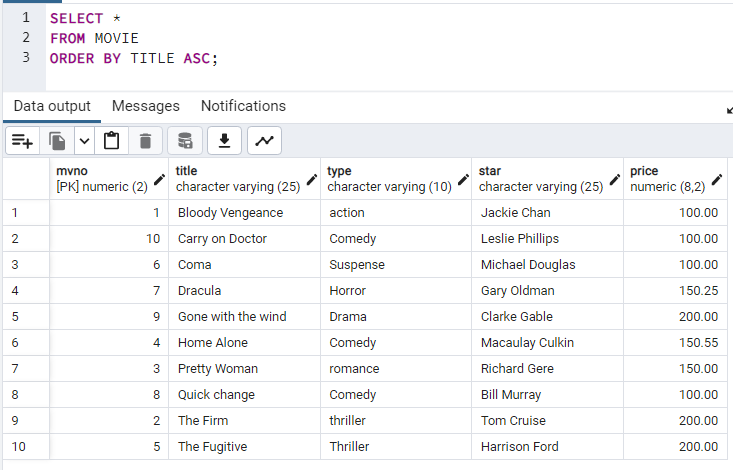 1 SELECT *
2 FROM MOVIE
3 ORDER BY TITLE ASC;
Data output Messages Notifications
mvno title type star price
[PK] numeric (2) character varying (25) character varying (10) character varying (25) numeric (8,2)
1 1 Bloody Vengeance action Jackie Chan 100.00
2 10 Carry on Doctor Comedy Leslie Phillips 100.00
3 6 Coma Suspense Michael Douglas 100.00
4 7 Dracula Horror Gary Oldman 150.25
5 9 Gone with the wind Drama Clarke Gable 200.00
6 4 Home Alone Comedy Macaulay Culkin 150.55
7 3 Pretty Woman romance Richard Gere 150.00
8 8 Quick change Comedy Bill Murray 100.00
9 2 The Firm thriller Tom Cruise 200.00
10 5 The Fugitive Thriller Harrison Ford 200.00